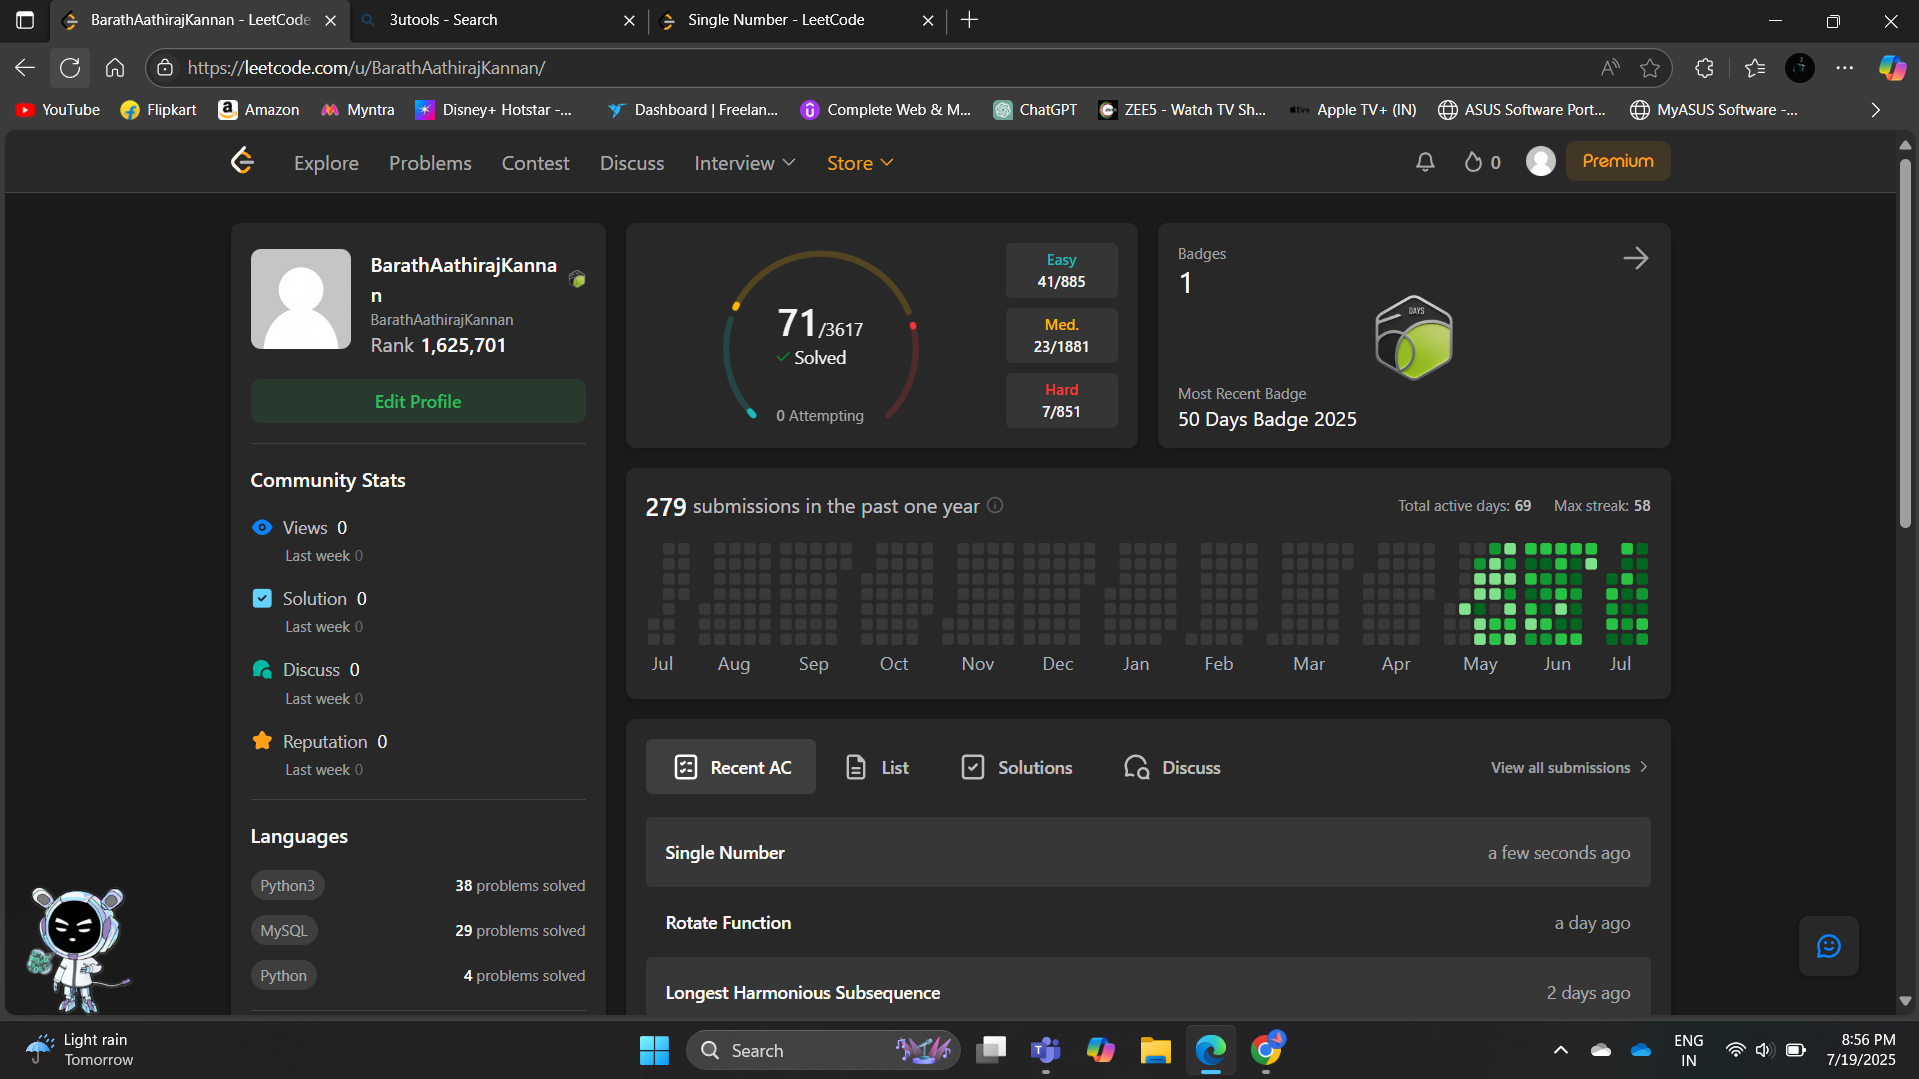 BarathAathirajKannan - LeetCode
3utools - Search
Single Number - LeetCode
https://leetcode.com/u/BarathAathirajKannan/
YouTube
Flipkart
Amazon
Myntra
Disney+ Hotstar -...
Dashboard | Freelan...
Complete Web & M...
ChatGPT
ZEE5 - Watch TV Sh...
Apple TV+ (IN)
ASUS Software Port...
MyASUS Software -...
Explore
Problems
Contest
Discuss
Interview
Store
0
Premium
BarathAathirajKanna
n
BarathAathirajKannan
Rank 1,625,701
Edit Profile
Community Stats
Views 0
Last week 0
Solution 0
Last week 0
Discuss 0
Last week 0
Reputation 0
Last week 0
Languages
Python3 38 problems solved
MySQL 29 problems solved
Python 4 problems solved
71/3617
Solved
0 Attempting
Easy
41/885
Med.
23/1881
Hard
7/851
Badges
1
DAYS
Most Recent Badge
50 Days Badge 2025
279 submissions in the past one year
Total active days: 69 Max streak: 58
Jul Aug Sep Oct Nov Dec Jan Feb Mar Apr May Jun Jul
Recent AC
List
Solutions
Discuss
View all submissions
Single Number a few seconds ago
Rotate Function a day ago
Longest Harmonious Subsequence 2 days ago
Light rain
Tomorrow
Search
ENG
IN
8:56 PM
7/19/2025